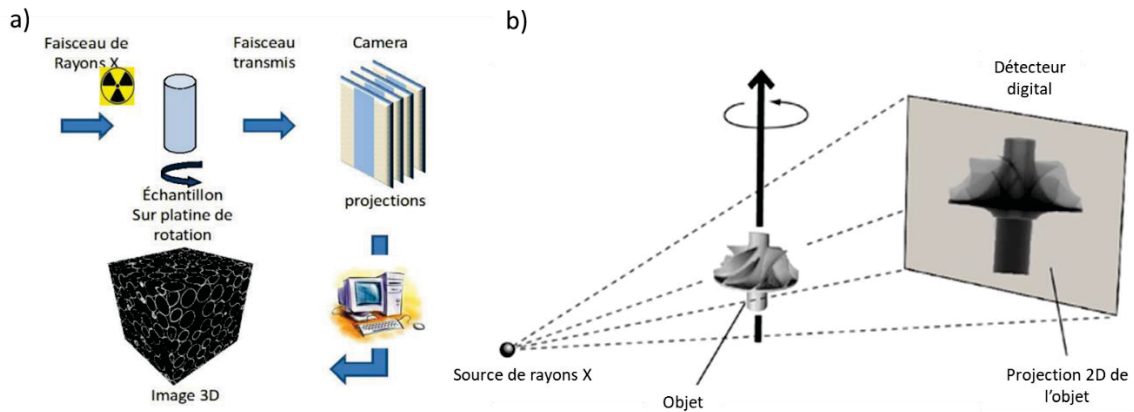 a)
Faisceau de
Rayons X
Faisceau
transmis
Camera
Échantillon
Sur platine de
rotation
projections
Image 3D
b)
Détecteur
digital
Source de rayons X
Objet
Projection 2D de
l'objet